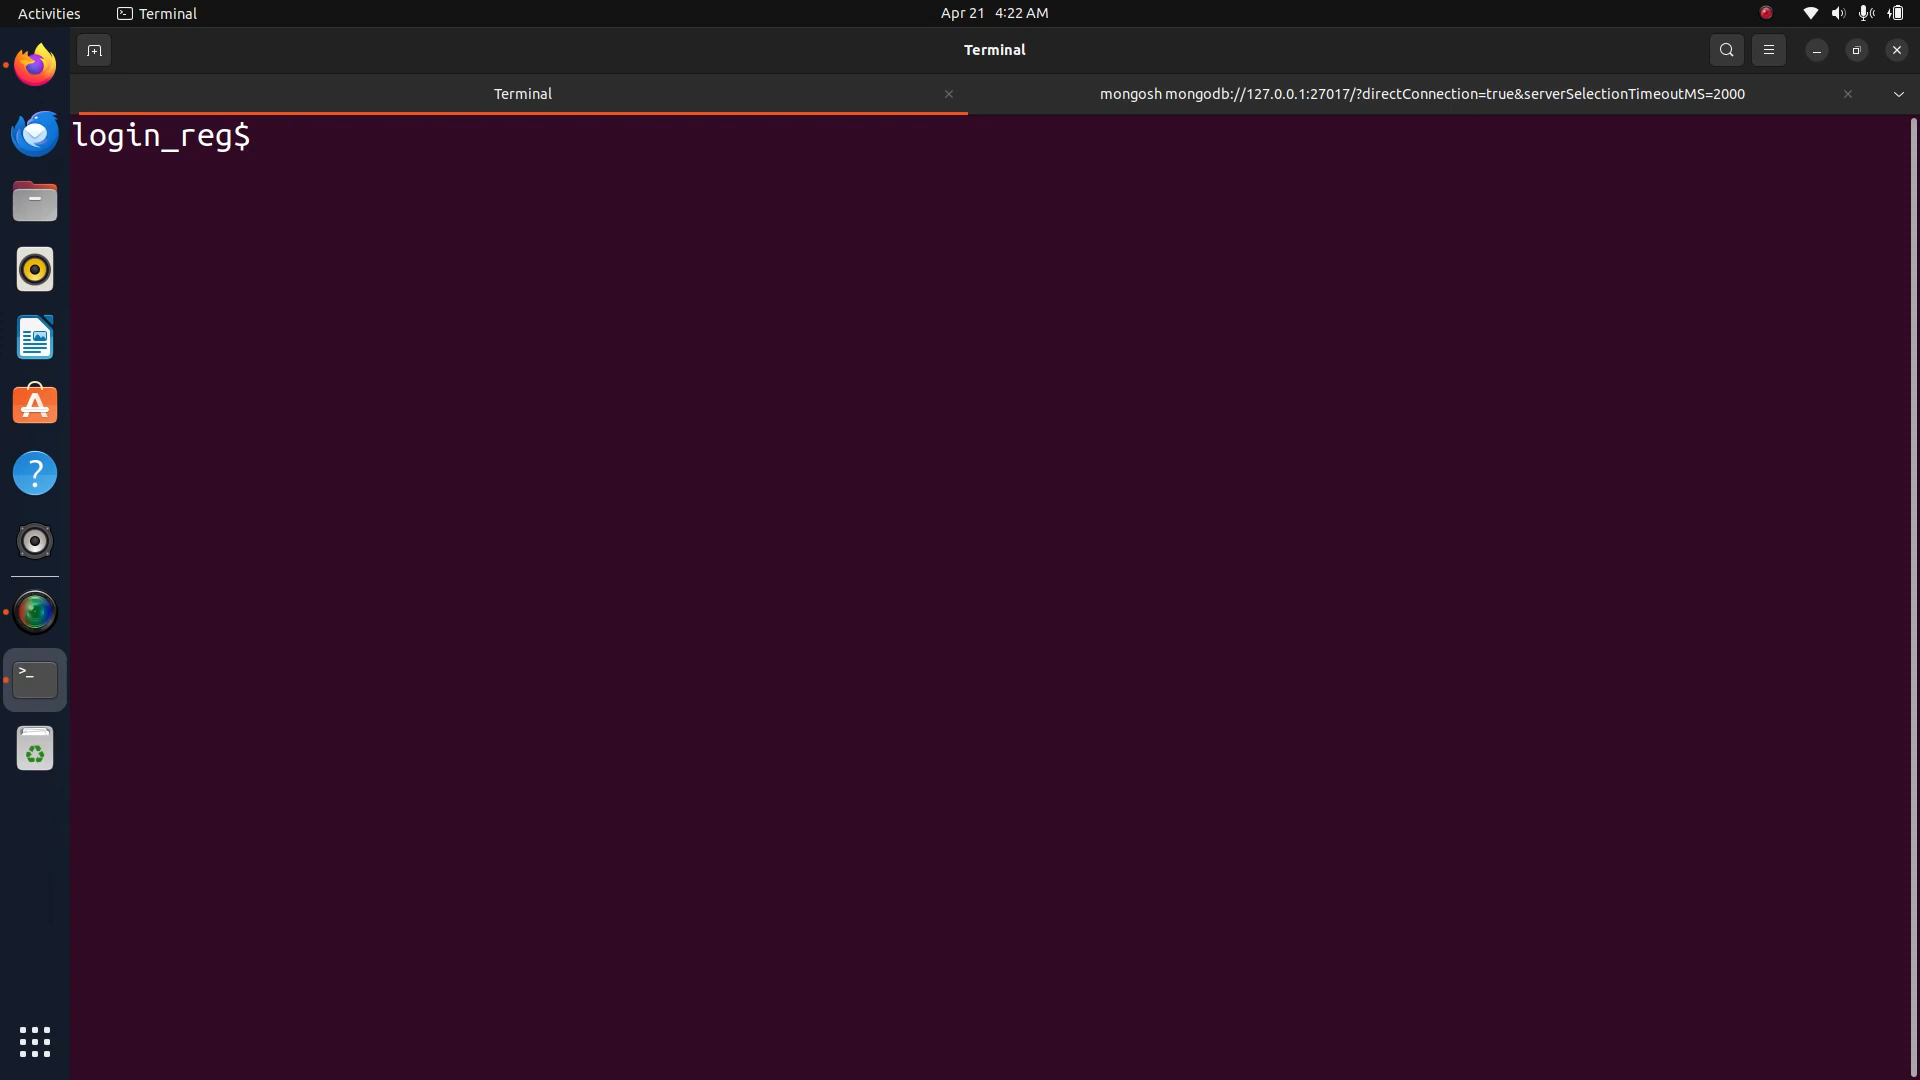 Activities
Terminal
Apr 21 4:22 AM
Terminal
Terminal
mongosh mongodb://127.0.0.1:27017/?directConnection=true&serverSelectionTimeoutMS=2000
login_reg$